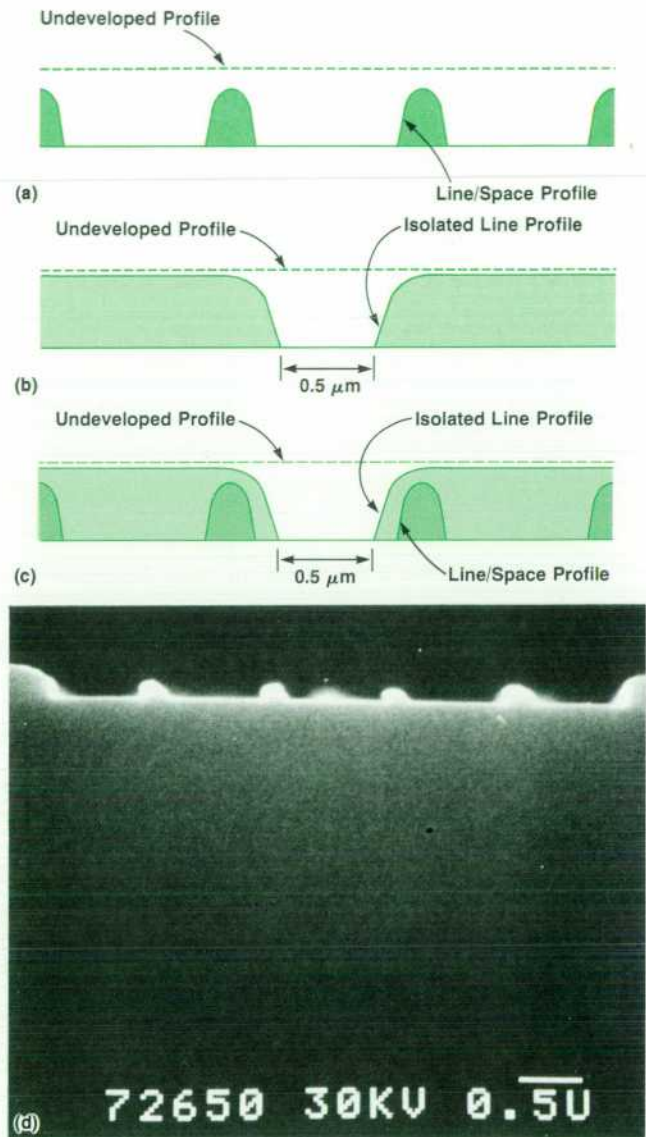 Undeveloped Profile
(a)
Line/Space Profile
Undeveloped Profile
Isolated Line Profile
0.5 μm
(b)
Undeveloped Profile
Isolated Line Profile
0.5 μm
(c)
Line/Space Profile
72650 30KV 0.5U
(d)